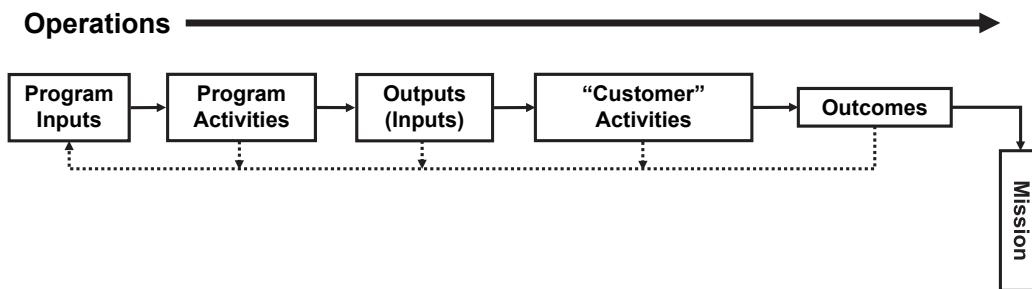 Operations
Program
Inputs
Program
Activities
Outputs
(Inputs)
“Customer”
Activities
Outcomes
Mission